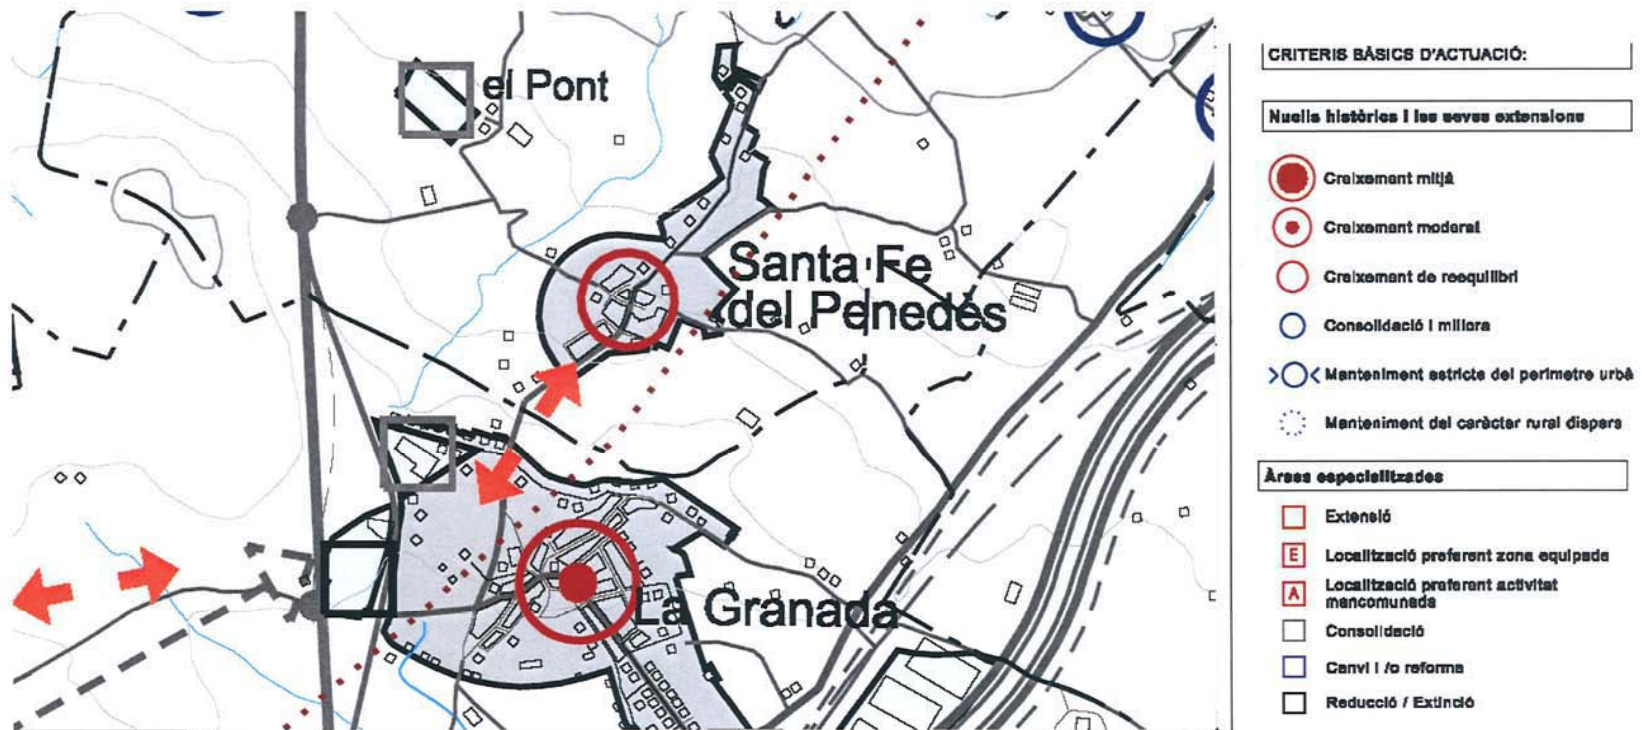 el Pont
Santa Fe
del Penedès
La Granada
CRITERIS BÀSICS D'ACTUACIÓ:
Nuclis històrics i les seves extensions
Creixement mitjà
Creixement moderat
Creixement de reequilibri
Consolidació i millora
Manteniment estricte del perímetre urbà
Manteniment del caràcter rural dispers
Àrees especialitzades
Extensió
E Localització preferent zona equipada
A Localització preferent activitat
mancomunada
Consolidació
Canvi i /o reforma
Reducció / Extinció